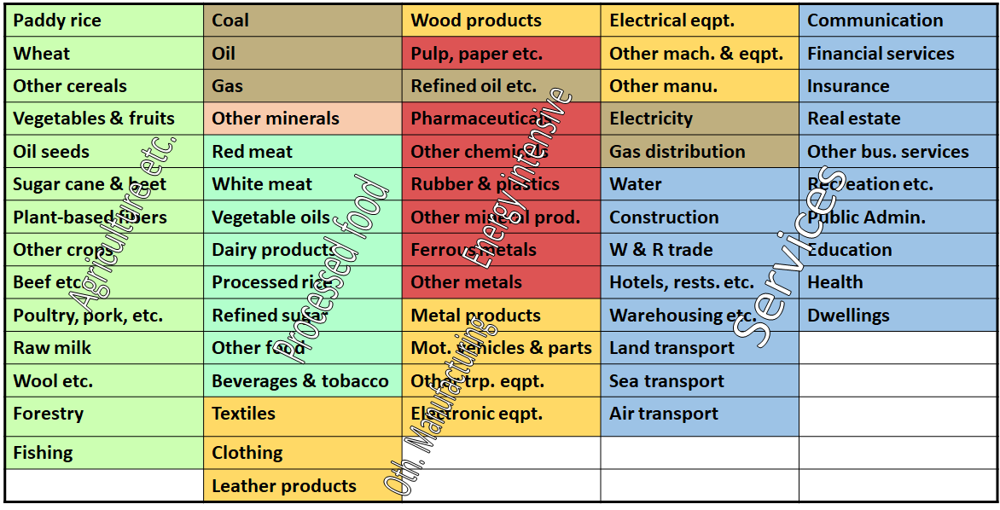 Paddy rice
Wheat
Other cereals
Vegetables & fruits
Oil seeds
Sugar cane & beet
Plant-based fibers
Other crops
Beef etc.
Poultry, pork, etc.
Raw milk
Wool etc.
Forestry
Fishing
Agriculture etc.
Coal
Oil
Gas
Other minerals
Red meat
White meat
Vegetable oils
Dairy products
Processed rice
Refined sugar
Other food
Beverages & tobacco
Textiles
Clothing
Leather products
Processed food
Wood products
Pulp, paper etc.
Refined oil etc.
Pharmaceuticals
Other chemicals
Rubber & plastics
Other mineral prod.
Ferrous metals
Other metals
Metal products
Mot. vehicles & parts
Other trp. eqpt.
Electronic eqpt.
Energy intensive
Oth. Manufacturing
Electrical eqpt.
Other mach. & eqpt.
Other manu.
Electricity
Gas distribution
Water
Construction
W & R trade
Hotels, rests. etc.
Warehousing etc.
Land transport
Sea transport
Air transport
Services
Communication
Financial services
Insurance
Real estate
Other bus. services
Recreation etc.
Public Admin.
Education
Health
Dwellings